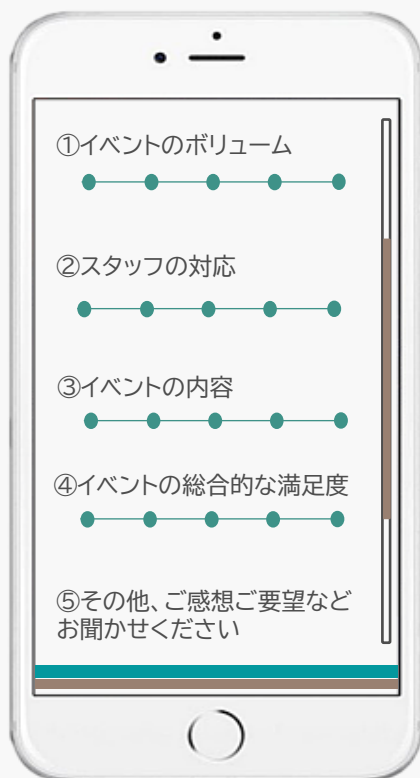 ①イベントのボリューム
②スタッフの対応
③イベントの内容
④イベントの総合的な満足度
⑤その他、ご感想ご要望など
お聞かせください